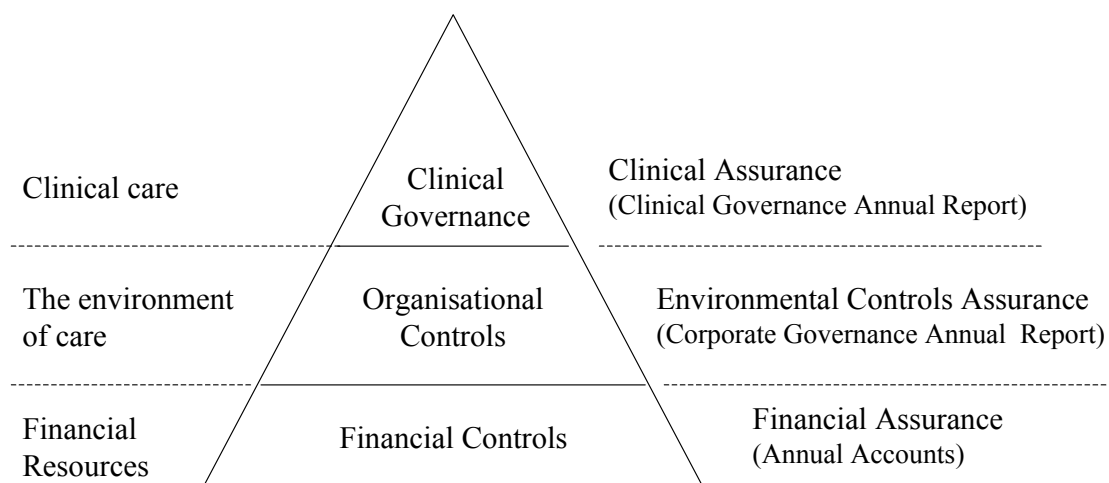 Clinical care
Clinical
Governance
Clinical Assurance
(Clinical Governance Annual Report)
The environment
of care
Organisational
Controls
Environmental Controls Assurance
(Corporate Governance Annual Report)
Financial
Resources
Financial Controls
Financial Assurance
(Annual Accounts)